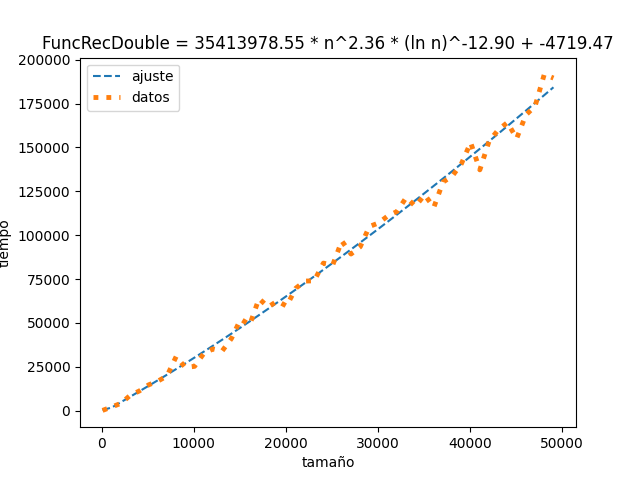 FuncRecDouble = 35413978.55 * n^2.36 * (ln n)^-12.90 + -4719.47
ajuste
datos
200000
175000
150000
125000
100000
75000
50000
25000
0
tiempo
0 10000 20000 30000 40000 50000
tamaño